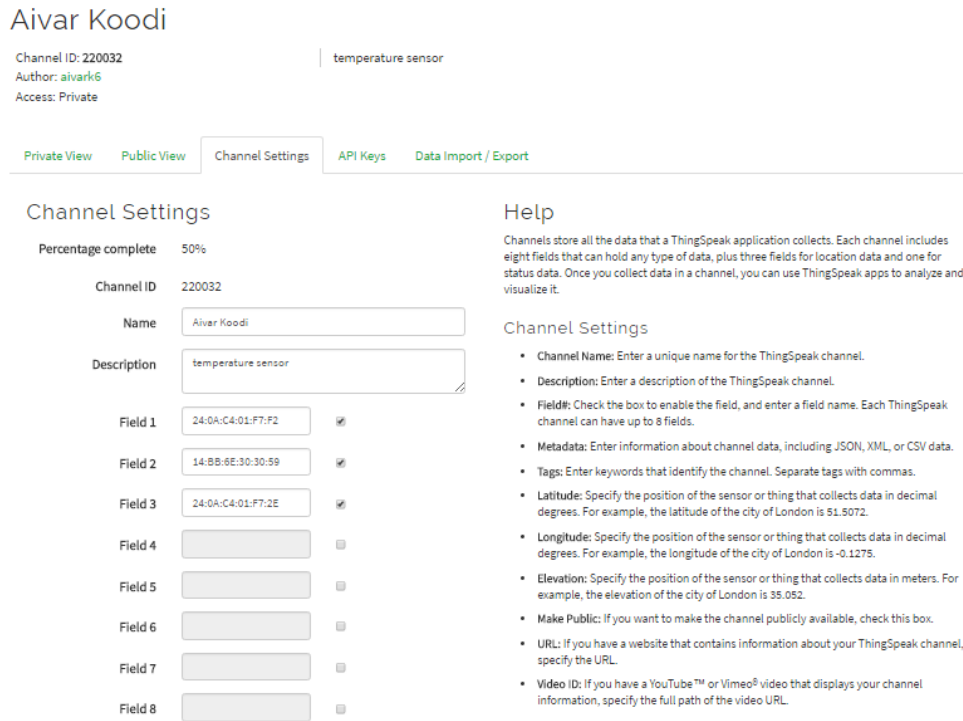 Aivar Koodi
Channel ID: 220032
Author: aivark6
Access: Private
temperature sensor
Private View
Public View
Channel Settings
API Keys
Data Import / Export
Channel Settings
Percentage complete 50%
Channel ID 220032
Name Aivar Koodi
Description temperature sensor
Field 1 24:0A:C4:01:F7:F2
Field 2 14:BB:6E:30:30:59
Field 3 24:0A:C4:01:F7:2E
Field 4
Field 5
Field 6
Field 7
Field 8
Help
Channels store all the data that a ThingSpeak application collects. Each channel includes
eight fields that can hold any type of data, plus three fields for location data and one for
status data. Once you collect data in a channel, you can use ThingSpeak apps to analyze and
visualize it.
Channel Settings
• Channel Name: Enter a unique name for the ThingSpeak channel.
• Description: Enter a description of the ThingSpeak channel.
• Field#: Check the box to enable the field, and enter a field name. Each ThingSpeak
channel can have up to 8 fields.
• Metadata: Enter information about channel data, including JSON, XML, or CSV data.
• Tags: Enter keywords that identify the channel. Separate tags with commas.
• Latitude: Specify the position of the sensor or thing that collects data in decimal
degrees. For example, the latitude of the city of London is 51.5072.
• Longitude: Specify the position of the sensor or thing that collects data in decimal
degrees. For example, the longitude of the city of London is -0.1275.
• Elevation: Specify the position of the sensor or thing that collects data in meters. For
example, the elevation of the city of London is 35.052.
• Make Public: If you want to make the channel publicly available, check this box.
• URL: If you have a website that contains information about your ThingSpeak channel,
specify the URL.
• Video ID: If you have a YouTube™ or Vimeo® video that displays your channel
information, specify the full path of the video URL.